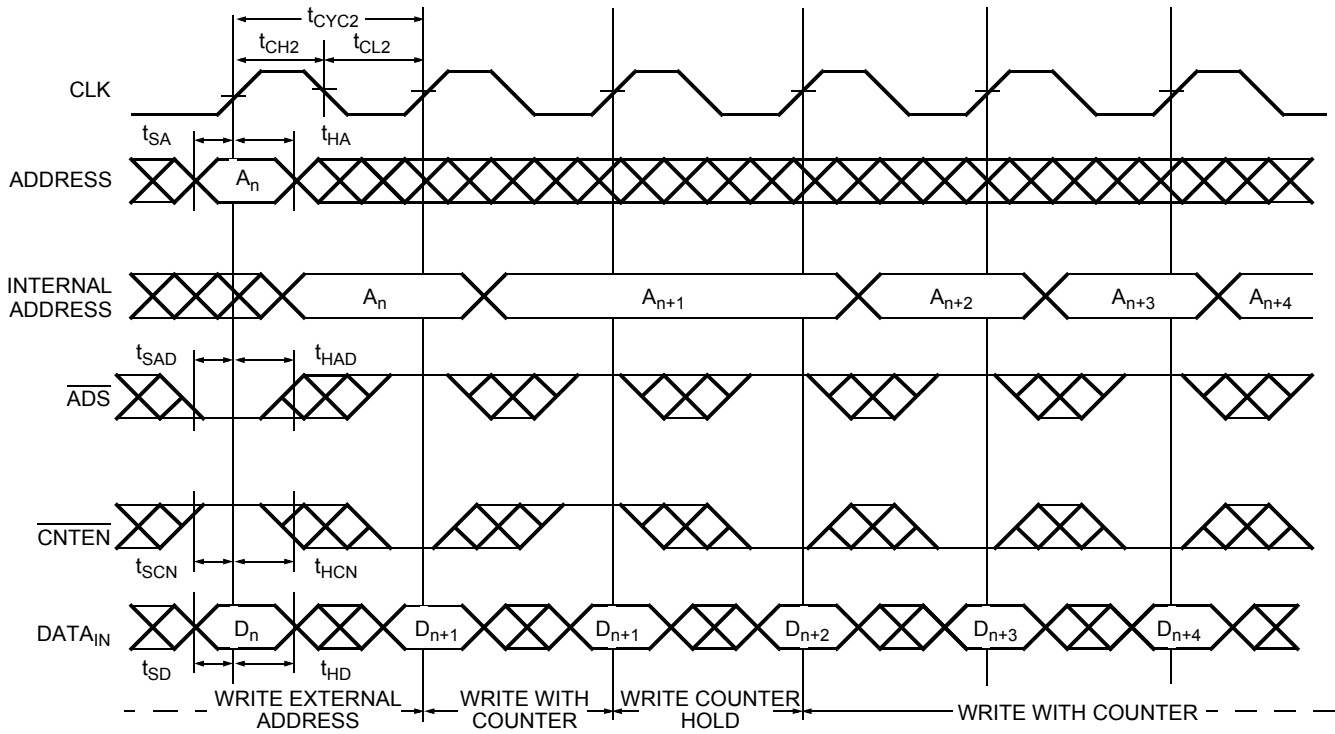 tCYC2
tCH2 tCL2
CLK
tSA tHA
ADDRESS An
INTERNAL
ADDRESS An An+1 An+2 An+3 An+4
tSAD tHAD
ADS
CNTEN
tSCN tHCN
DATAIN Dn Dn+1 Dn+1 Dn+2 Dn+3 Dn+4
tSD tHD
WRITE EXTERNAL
ADDRESS
WRITE WITH
COUNTER
WRITE COUNTER
HOLD
WRITE WITH COUNTER